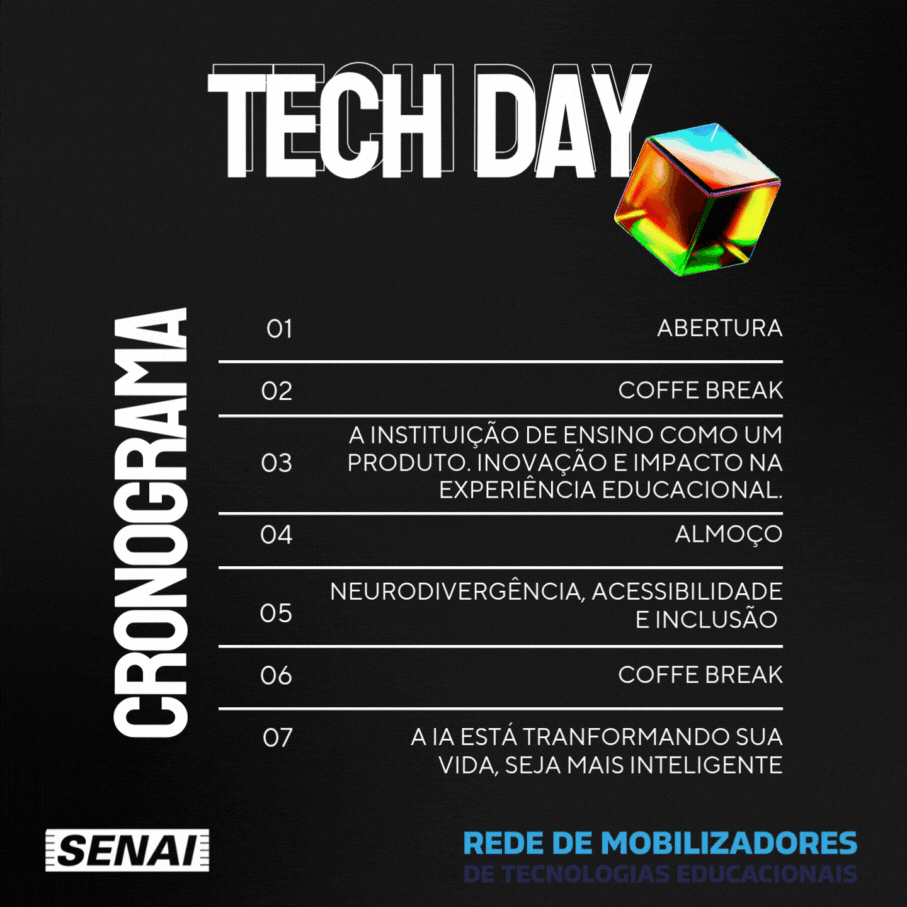 TECH DAY
CRONOGRAMA
01 ABERTURA
02 COFFE BREAK
03 A INSTITUIÇÃO DE ENSINO COMO UM
PRODUTO. INOVAÇÃO E IMPACTO NA
EXPERIÊNCIA EDUCACIONAL.
04 ALMOÇO
05 NEURODIVERGÊNCIA, ACESSIBILIDADE
E INCLUSÃO
06 COFFE BREAK
07 A IA ESTÁ TRANFORMANDO SUA
VIDA, SEJA MAIS INTELIGENTE
SENAI
REDE DE MOBILIZADORES
DE TECNOLOGIAS EDUCACIONAIS